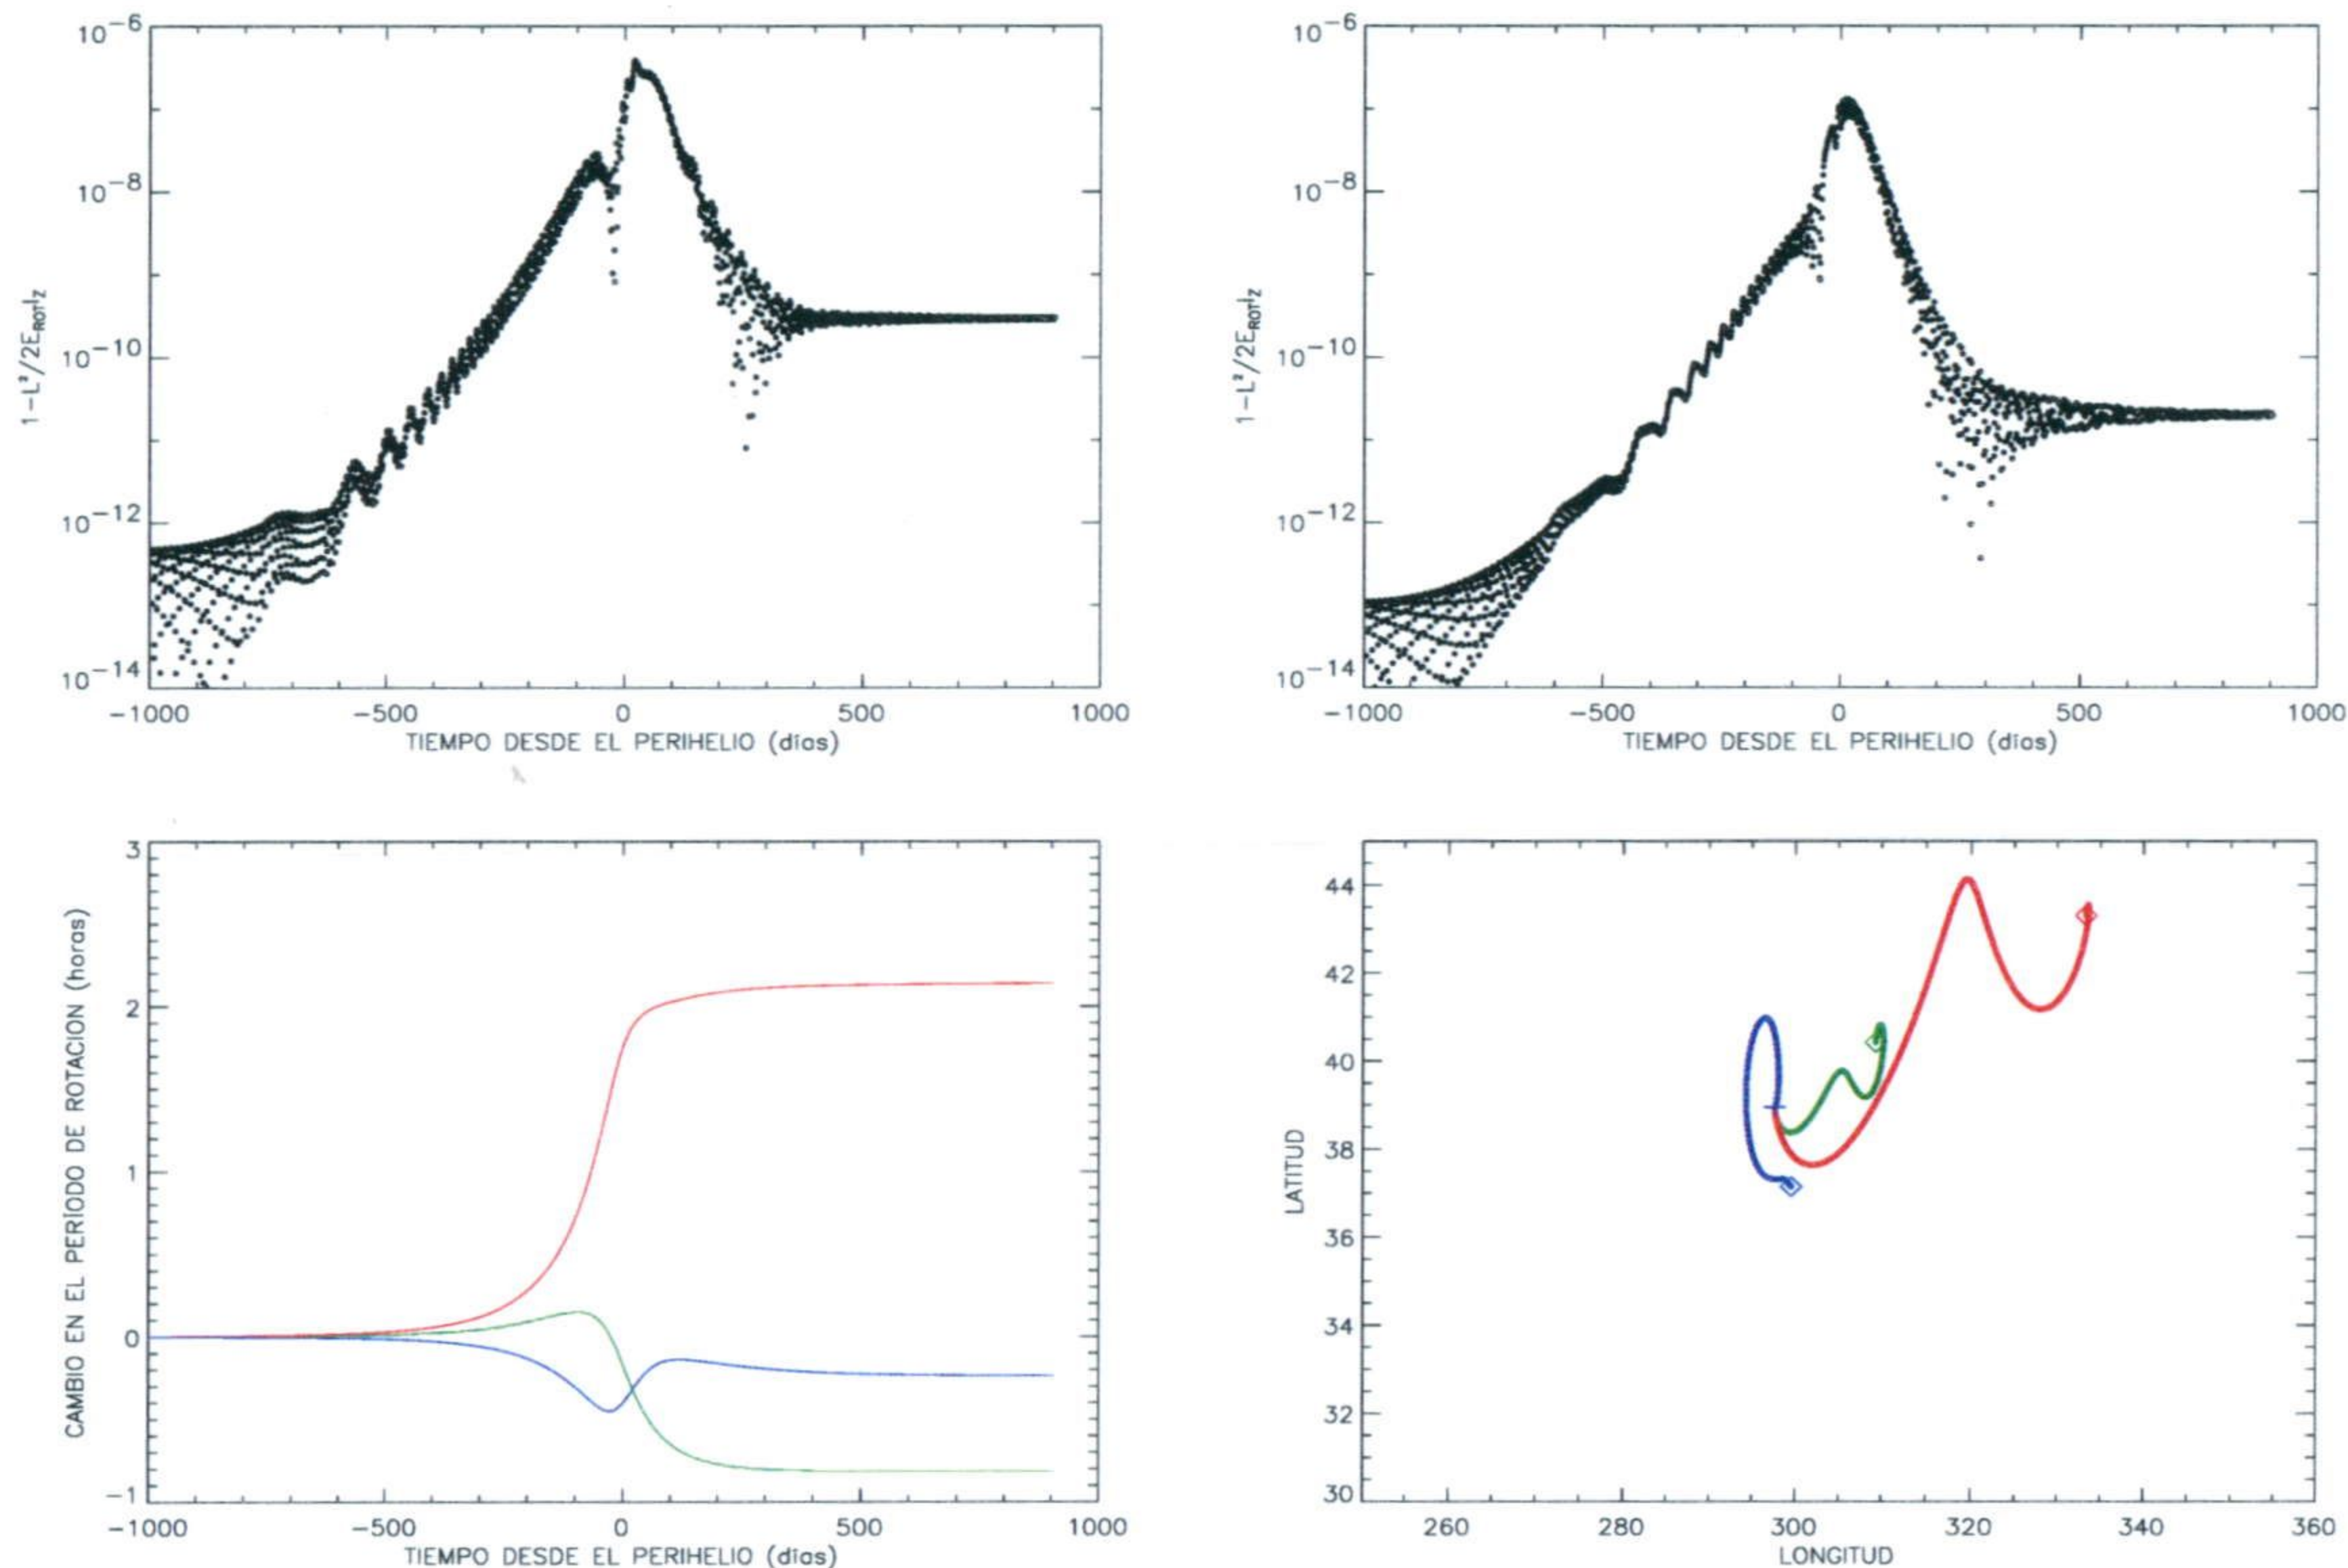 10^-6
10^-8
10^-10
10^-12
10^-14
1-L²/2E_ROT I_Z
-1000 -500 0 500 1000
TIEMPO DESDE EL PERIHELIO (días)
10^-6
10^-8
10^-10
10^-12
10^-14
1-L²/2E_ROT I_Z
-1000 -500 0 500 1000
TIEMPO DESDE EL PERIHELIO (días)
3
2
1
0
-1
CAMBIO EN EL PERÍODO DE ROTACION (horas)
-1000 -500 0 500 1000
TIEMPO DESDE EL PERIHELIO (días)
44
42
40
38
36
34
32
30
LATITUD
260 280 300 320 340 360
LONGITUD